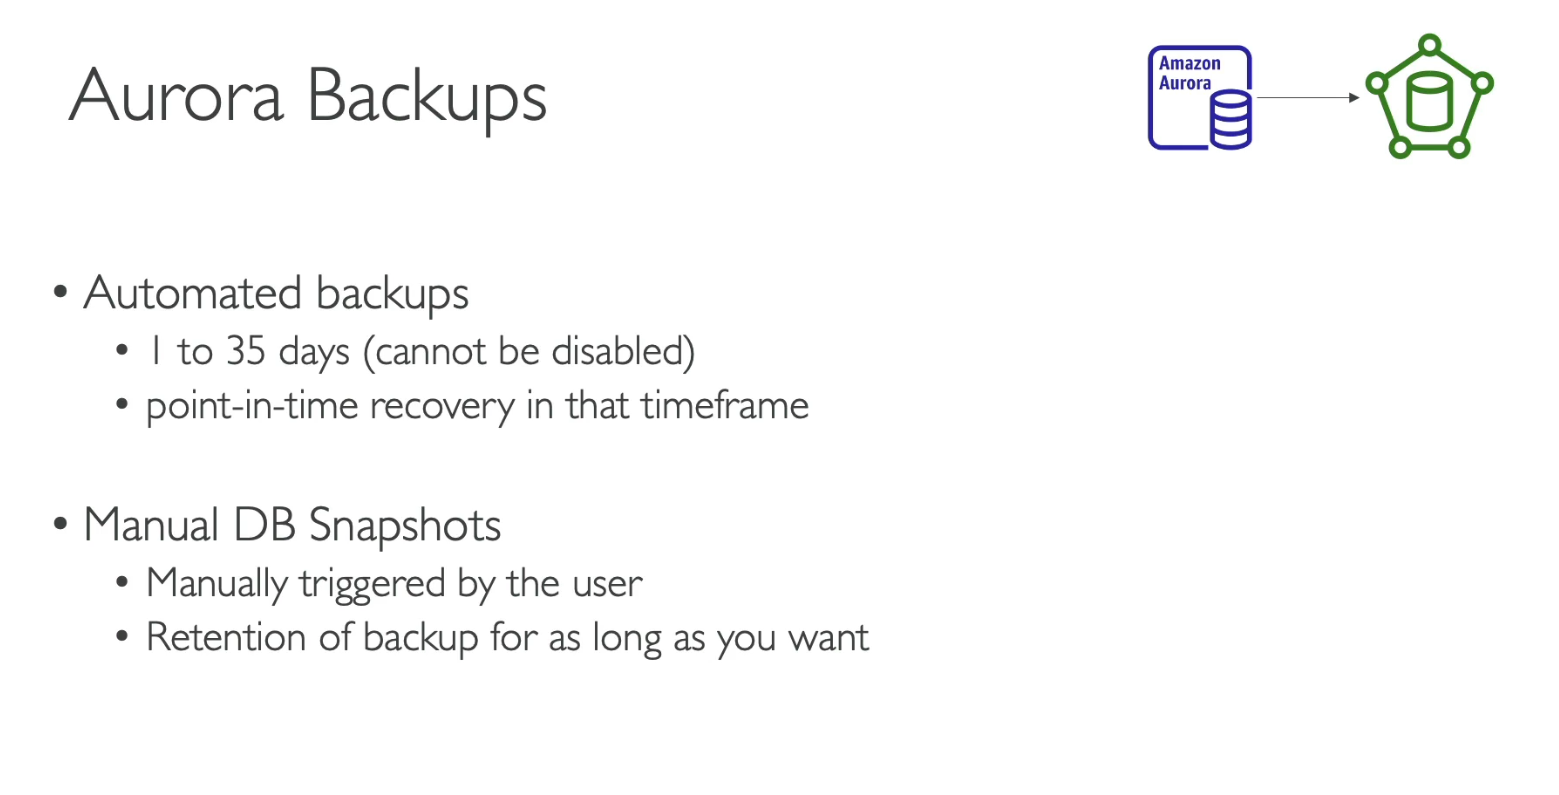 Aurora Backups
Amazon
Aurora
• Automated backups
• 1 to 35 days (cannot be disabled)
• point-in-time recovery in that timeframe
• Manual DB Snapshots
• Manually triggered by the user
• Retention of backup for as long as you want